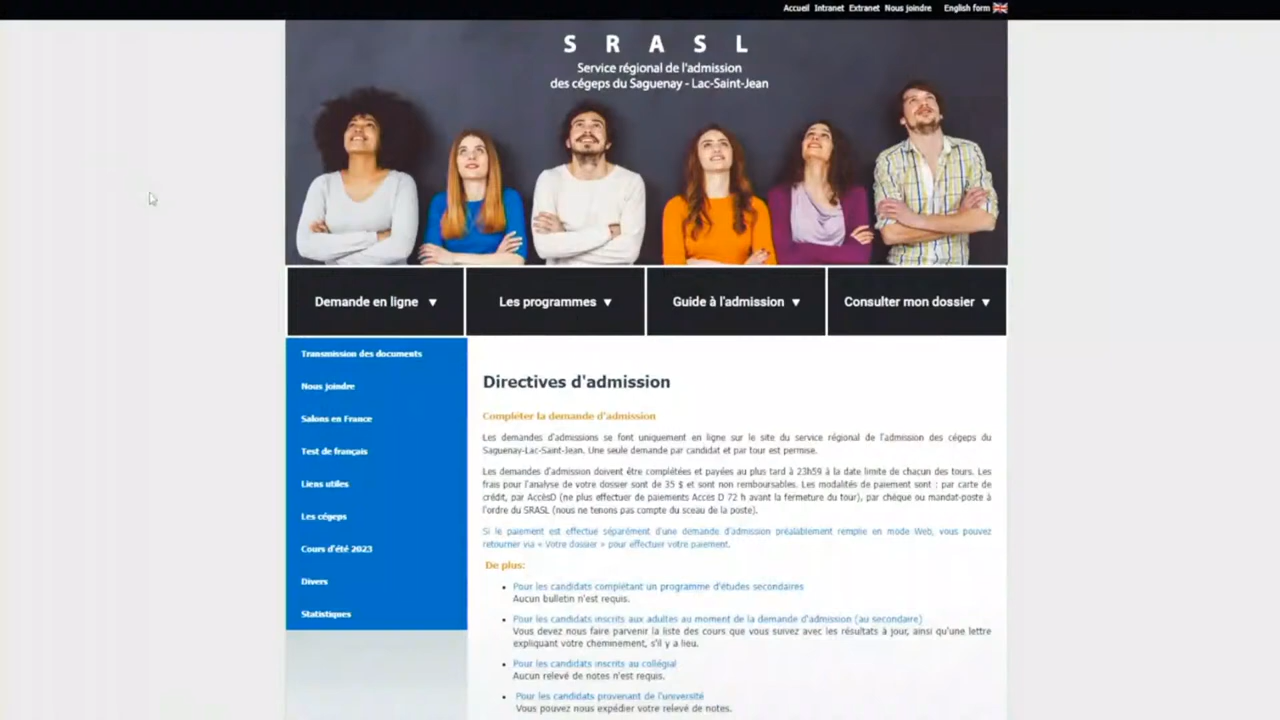 Accueil Intranet Extranet Nous joindre English form
S R A S L
Service régional de l'admission
des cégeps du Saguenay - Lac-Saint-Jean
Demande en ligne ▼
Les programmes ▼
Guide à l'admission ▼
Consulter mon dossier ▼
Transmission des documents
Nous joindre
Salons en France
Test de français
Liens utiles
Les cégeps
Cours d'été 2023
Divers
Statistiques
Directives d'admission
Compléter la demande d'admission
Les demandes d'admissions se font uniquement en ligne sur le site du service régional de l'admission des cégeps du
Saguenay-Lac-Saint-Jean. Une seule demande par candidat et par tour est permise.
Les demandes d'admission doivent être complétées et payées au plus tard à 23h59 à la date limite de chacun des tours. Les
frais pour l'analyse de votre dossier sont de 35 $ et sont non remboursables. Les modalités de paiement sont : par carte de
crédit, par AccèsD (ne plus effectuer de paiements Acces D 72 h avant la fermeture du tour), par chèque ou mandat-poste à
l'ordre du SRASL (nous ne tenons pas compte du sceau de la poste).
Si le paiement est effectué séparément d'une demande d'admission préalablement remplie en mode Web, vous pouvez
retourner via « Votre dossier » pour effectuer votre paiement.
De plus:
• Pour les candidats complétant un programme d'études secondaires
Aucun bulletin n'est requis.
• Pour les candidats inscrits aux adultes au moment de la demande d'admission (au secondaire)
Vous devez nous faire parvenir la liste des cours que vous suivez avec les résultats à jour, ainsi qu'une lettre
expliquant votre cheminement, s'il y a lieu.
• Pour les candidats inscrits au collégial
Aucun relevé de notes n'est requis.
• Pour les candidats provenant de l'université
Vous pouvez nous expédier votre relevé de notes.